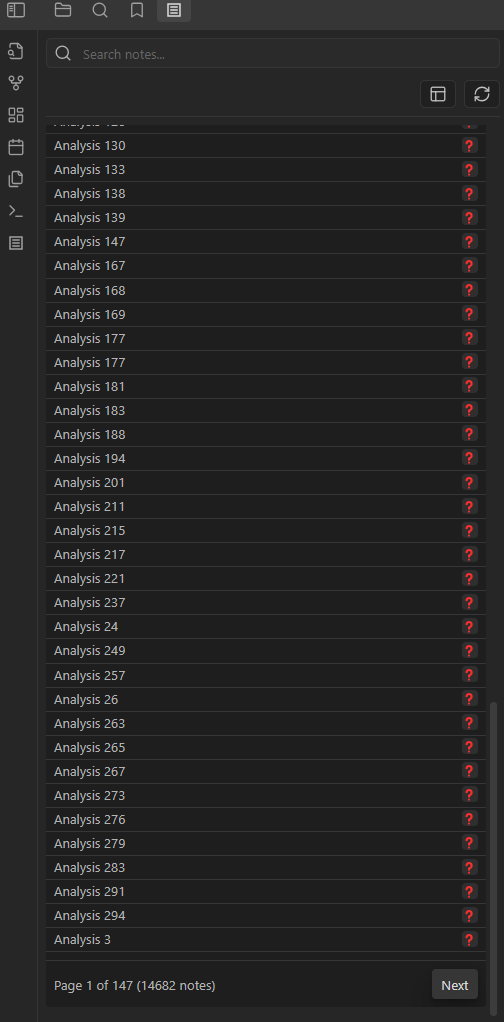 Search notes...
Analysis 130
Analysis 133
Analysis 138
Analysis 139
Analysis 147
Analysis 167
Analysis 168
Analysis 169
Analysis 177
Analysis 177
Analysis 181
Analysis 183
Analysis 188
Analysis 194
Analysis 201
Analysis 211
Analysis 215
Analysis 217
Analysis 221
Analysis 237
Analysis 24
Analysis 249
Analysis 257
Analysis 26
Analysis 263
Analysis 265
Analysis 267
Analysis 273
Analysis 276
Analysis 279
Analysis 283
Analysis 291
Analysis 294
Analysis 3
Page 1 of 147 (14682 notes) Next